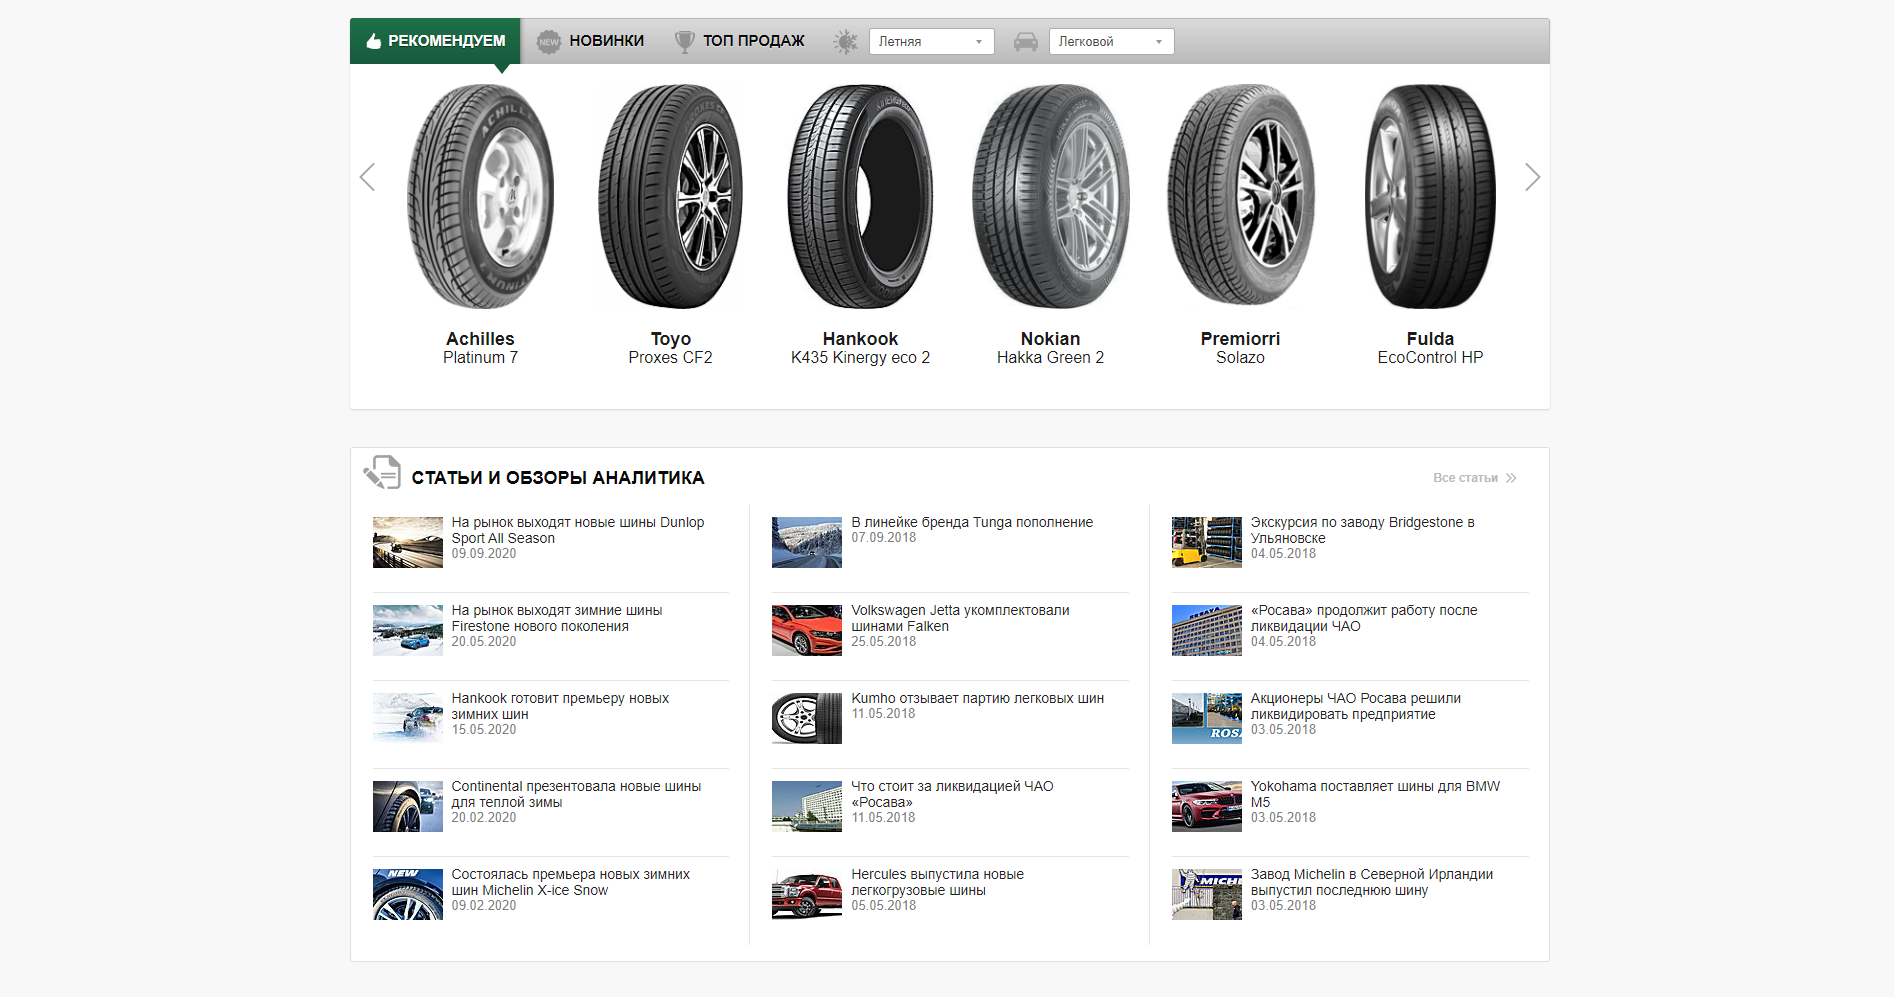 РЕКОМЕНДУЕМ
NEW
НОВИНКИ
ТОП ПРОДАЖ
Летняя
Легковой
Achilles
Platinum 7
Toyo
Proxes CF2
Hankook
K435 Kinergy eco 2
Nokian
Hakka Green 2
Premiorri
Solazo
Fulda
EcoControl HP
СТАТЬИ И ОБЗОРЫ АНАЛИТИКА
Все статьи
На рынок выходят новые шины Dunlop
Sport All Season
09.09.2020
На рынок выходят зимние шины
Firestone нового поколения
20.05.2020
Hankook готовит премьеру новых
зимних шин
15.05.2020
Continental презентовала новые шины
для теплой зимы
20.02.2020
NEW
Состоялась премьера новых зимних
шин Michelin X-ice Snow
09.02.2020
В линейке бренда Tunga пополнение
07.09.2018
Volkswagen Jetta укомплектовали
шинами Falken
25.05.2018
Kumho отзывает партию легковых шин
11.05.2018
Что стоит за ликвидацией ЧАО
«Росава»
11.05.2018
Hercules выпустила новые
легкогрузовые шины
05.05.2018
Экскурсия по заводу Bridgestone в
Ульяновске
04.05.2018
«Росава» продолжит работу после
ликвидации ЧАО
04.05.2018
ROSA
Акционеры ЧАО Росава решили
ликвидировать предприятие
03.05.2018
Yokohama поставляет шины для BMW
M5
03.05.2018
MICH
Завод Michelin в Северной Ирландии
выпустил последнюю шину
03.05.2018